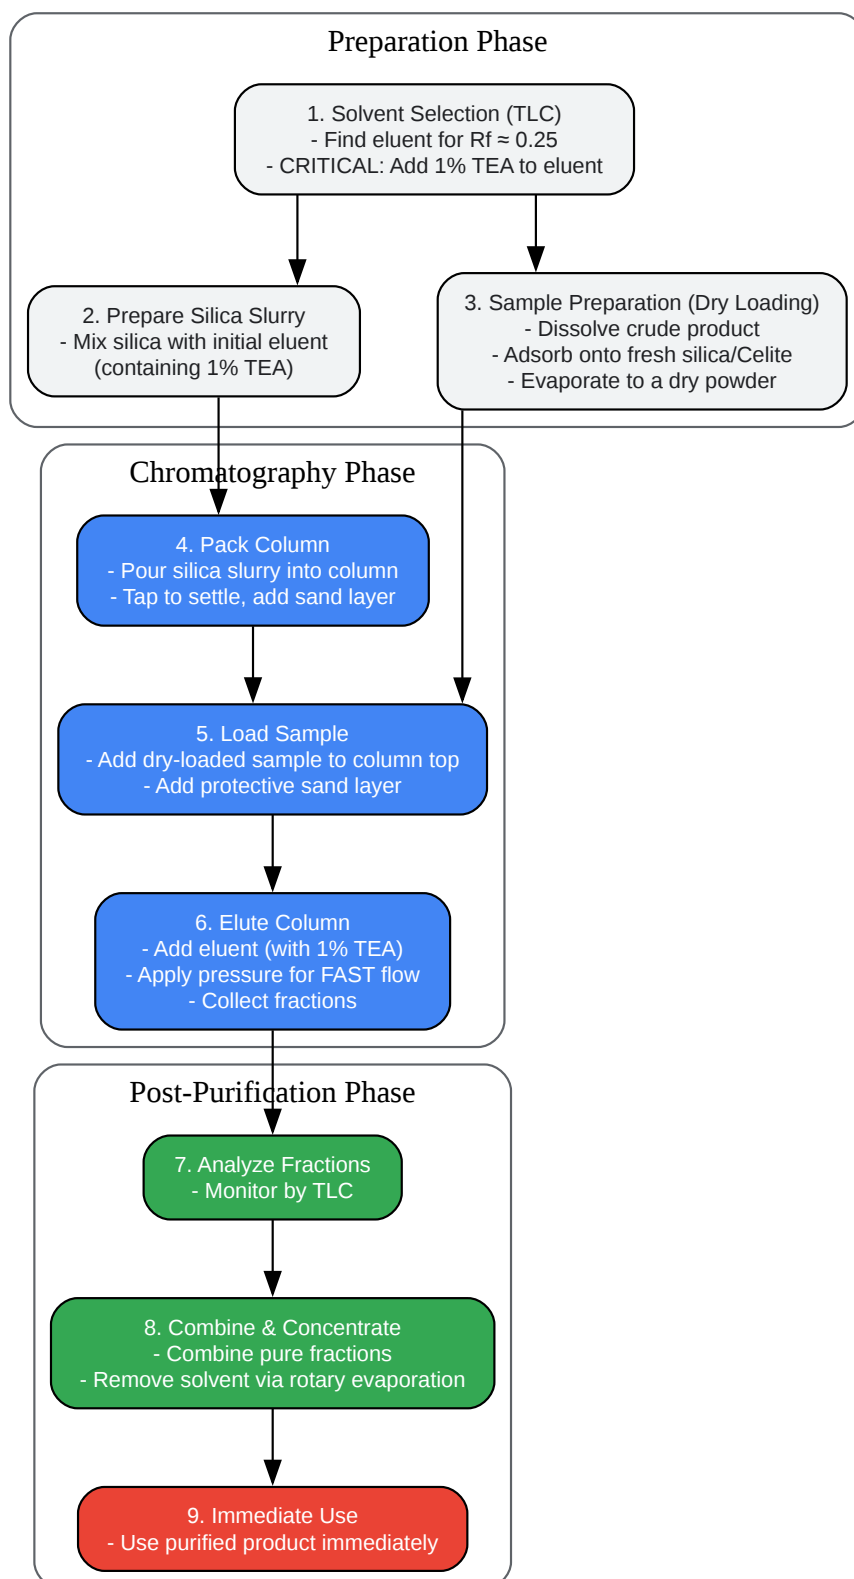 Preparation Phase
1. Solvent Selection (TLC)
- Find eluent for Rf ≈ 0.25
- CRITICAL: Add 1% TEA to eluent
2. Prepare Silica Slurry
- Mix silica with initial eluent
(containing 1% TEA)
3. Sample Preparation (Dry Loading)
- Dissolve crude product
- Adsorb onto fresh silica/Celite
- Evaporate to a dry powder
Chromatography Phase
4. Pack Column
- Pour silica slurry into column
- Tap to settle, add sand layer
5. Load Sample
- Add dry-loaded sample to column top
- Add protective sand layer
6. Elute Column
- Add eluent (with 1% TEA)
- Apply pressure for FAST flow
- Collect fractions
Post-Purification Phase
7. Analyze Fractions
- Monitor by TLC
8. Combine & Concentrate
- Combine pure fractions
- Remove solvent via rotary evaporation
9. Immediate Use
- Use purified product immediately